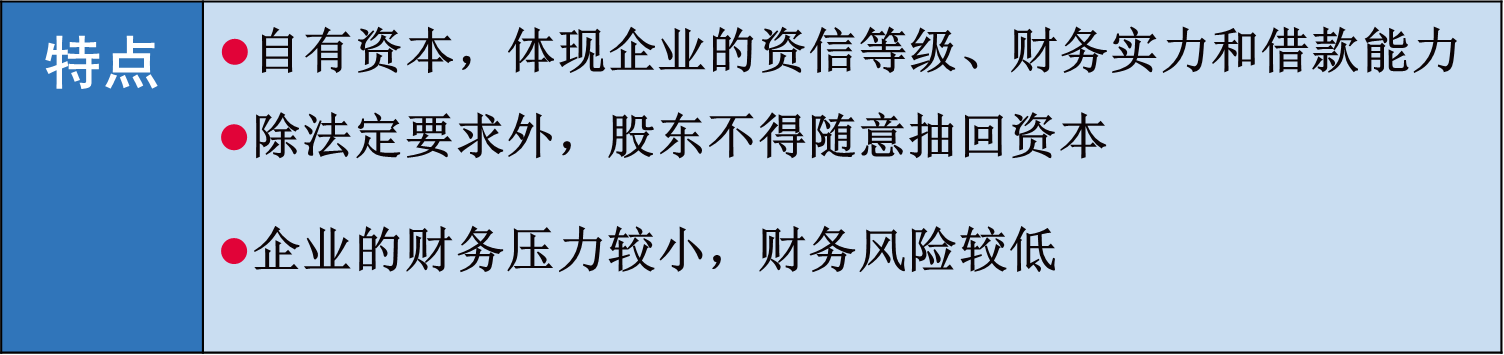 特点
●自有资本，体现企业的资信等级、财务实力和借款能力
●除法定要求外，股东不得随意抽回资本
●企业的财务压力较小，财务风险较低